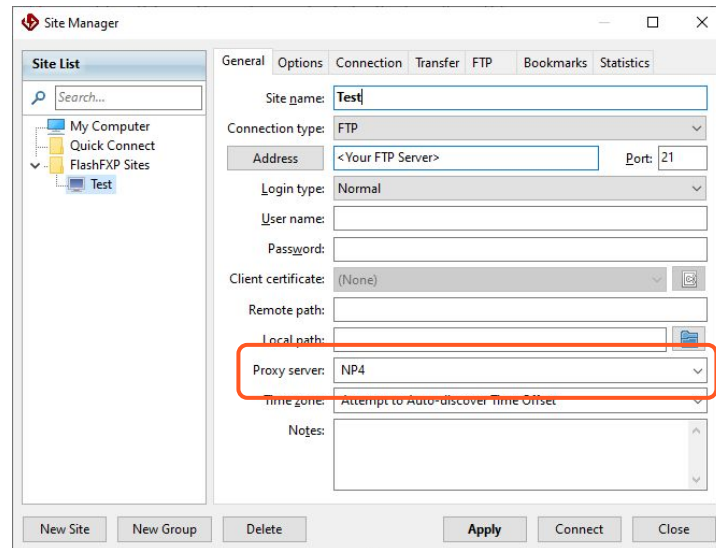 Site Manager
Site List
Search...
My Computer
Quick Connect
FlashFXP Sites
Test
General Options Connection Transfer FTP Bookmarks Statistics
Site name: Test
Connection type: FTP
Address <Your FTP Server> Port: 21
Login type: Normal
User name:
Password:
Client certificate: (None)
Remote path:
Local path:
Proxy server: NP4
Time zone: Attempt to Auto-discover Time Offset
Notes:
New Site New Group Delete Apply Connect Close